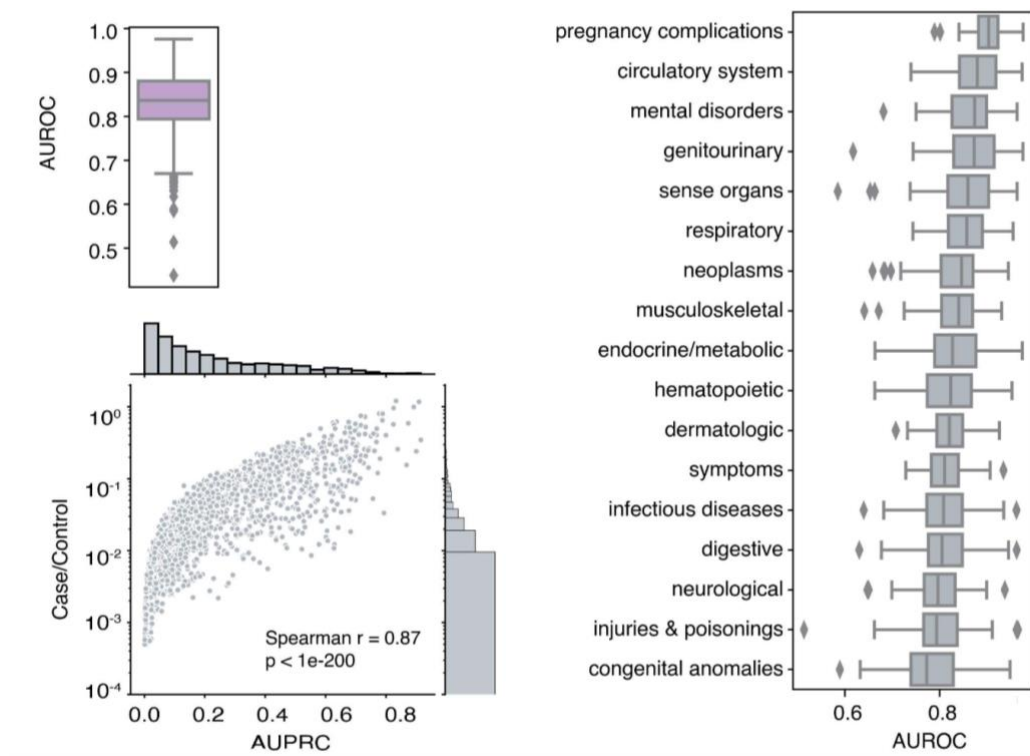 1.0
0.9
0.8
0.7
0.6
0.5
AUROC
10⁰
10⁻¹
10⁻²
10⁻³
10⁻⁴
Case/Control
Spearman r = 0.87
p < 1e-200
0.0 0.2 0.4 0.6 0.8
AUPRC
pregnancy complications
circulatory system
mental disorders
genitourinary
sense organs
respiratory
neoplasms
musculoskeletal
endocrine/metabolic
hematopoietic
dermatologic
symptoms
infectious diseases
digestive
neurological
injuries & poisonings
congenital anomalies
0.6 0.8
AUROC